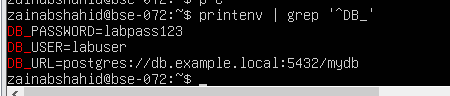 zainabshahid@bse-072:~$ printenv | grep '^DB_'
DB_PASSWORD=labpass123
DB_USER=labuser
DB_URL=postgres://db.example.local:5432/mydb
zainabshahid@bse-072:~$